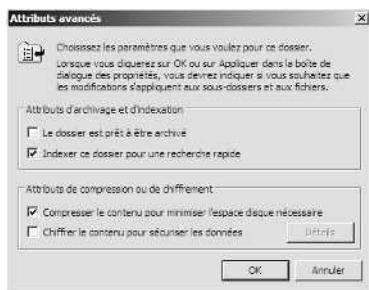 Attributs avancés
Choisissez les paramètres que vous voulez pour ce dossier.
Lorsque vous cliquerez sur OK ou sur Appliquer dans la boîte de
dialogue des propriétés, vous devrez indiquer si vous souhaitez que
les modifications s'appliquent aux sous-dossiers et aux fichiers.
Attributs d'archivage et d'indexation
Le dossier est prêt à être archivé
Indexer ce dossier pour une recherche rapide
Attributs de compression ou de chiffrement
Compresser le contenu pour minimiser l'espace disque nécessaire
Chiffrer le contenu pour sécuriser les données
Détails
OK
Annuler